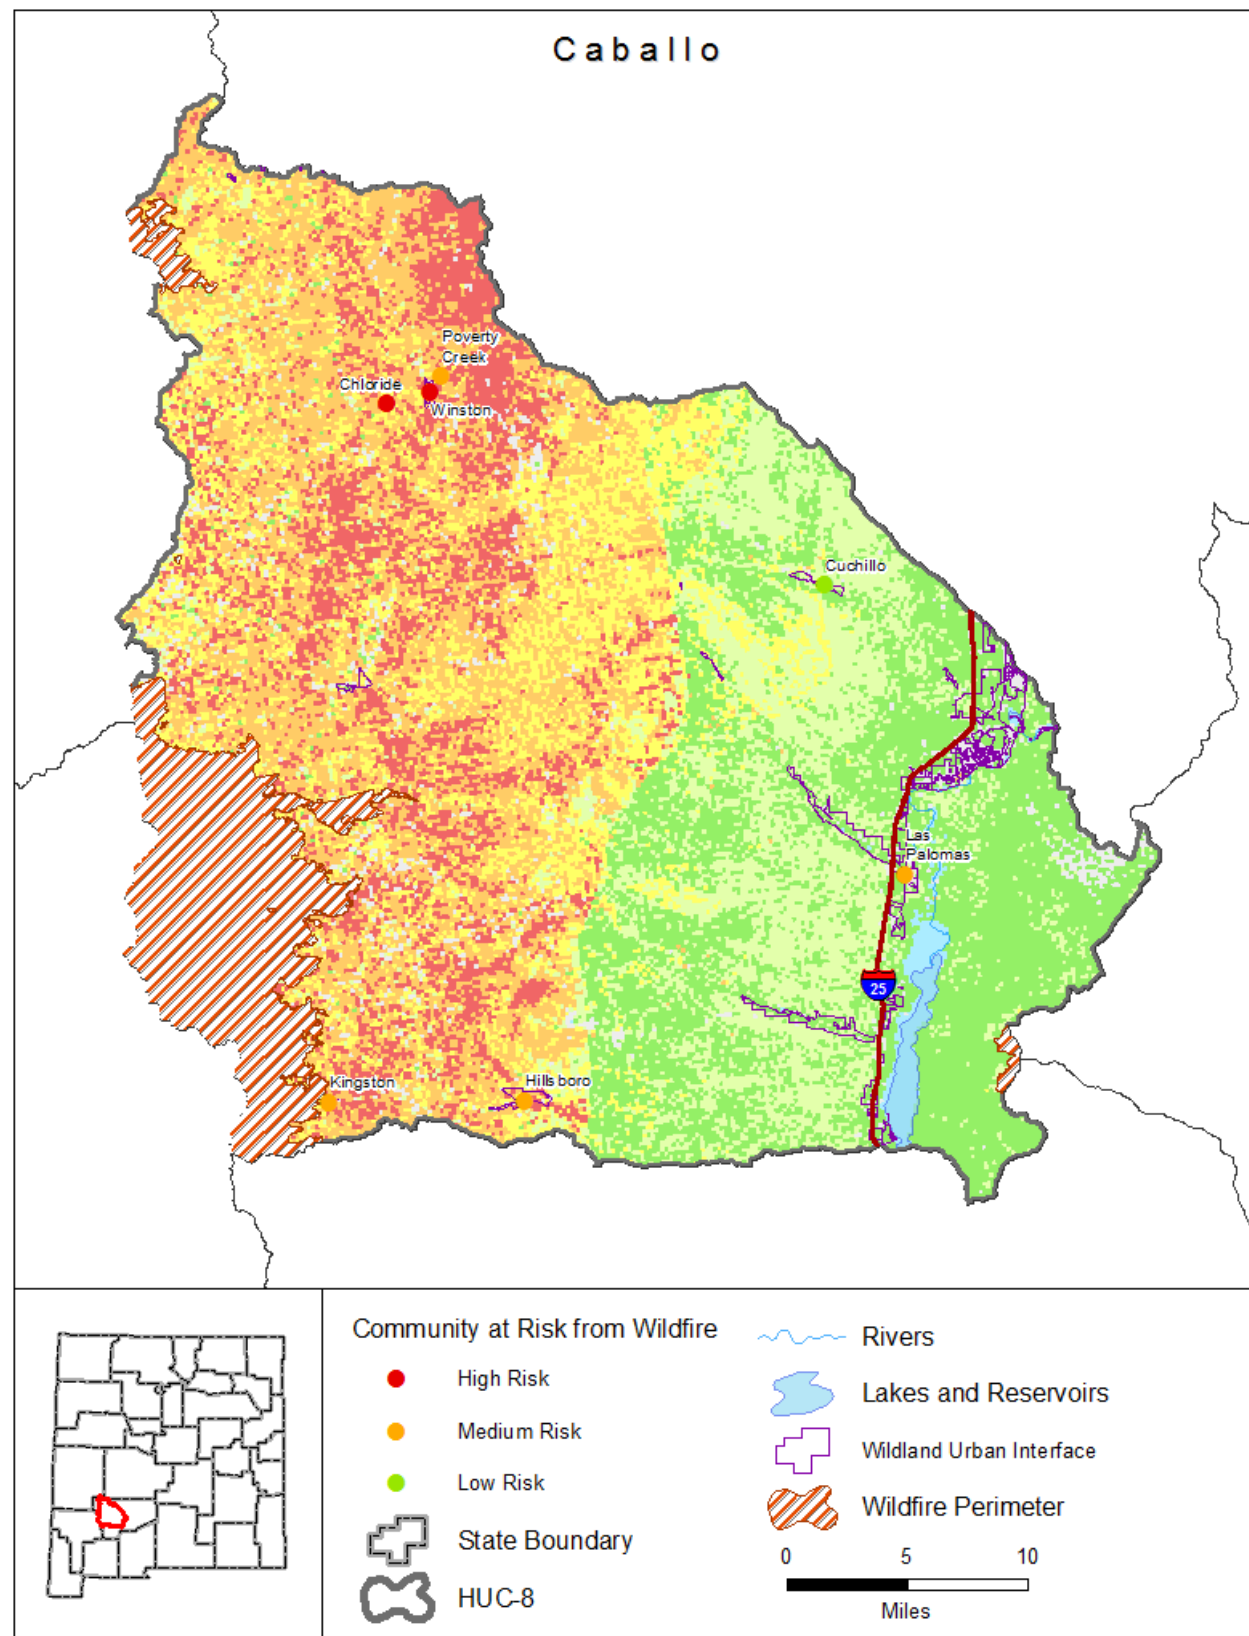 Caballo
Poverty
Creek
Chloride
Winston
Cuchillo
Las
Palomas
25
Kingston
Hillsboro
Community at Risk from Wildfire
High Risk
Medium Risk
Low Risk
State Boundary
HUC-8
Rivers
Lakes and Reservoirs
Wildland Urban Interface
Wildfire Perimeter
0 5 10
Miles